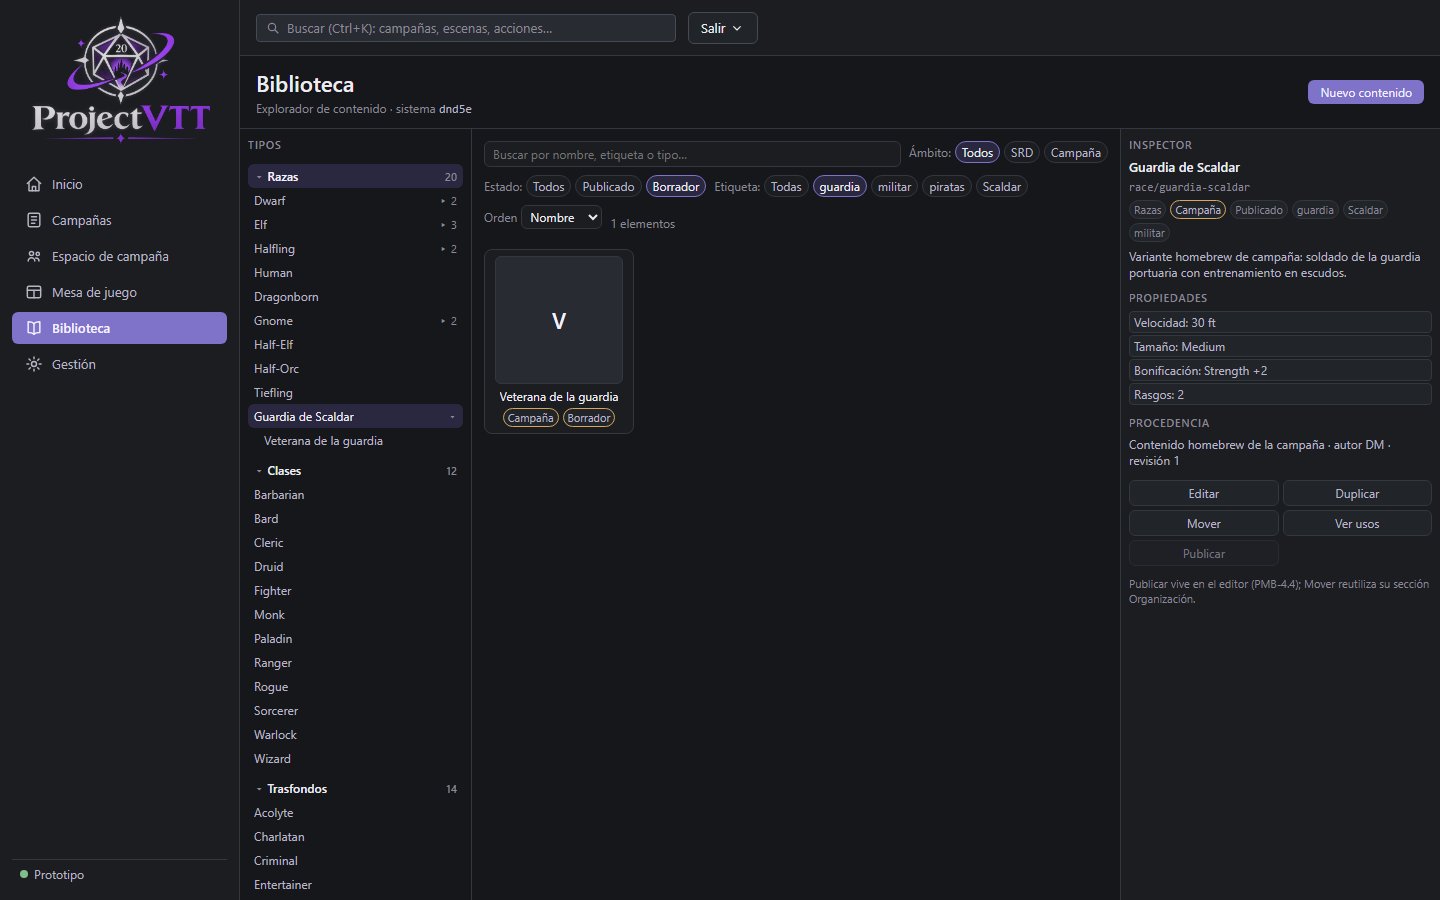 20
ProjectVTT
Inicio
Campañas
Espacio de campaña
Mesa de juego
Biblioteca
Gestión
Prototipo
Buscar (Ctrl+K): campañas, escenas, acciones...
Salir
Biblioteca
Explorador de contenido · sistema dnd5e
Nuevo contenido
TIPOS
Razas 20
Dwarf 2
Elf 3
Halfling 2
Human
Dragonborn
Gnome 2
Half-Elf
Half-Orc
Tiefling
Guardia de Scaldar
Veterana de la guardia
Clases 12
Barbarian
Bard
Cleric
Druid
Fighter
Monk
Paladin
Ranger
Rogue
Sorcerer
Warlock
Wizard
Trasfondos 14
Acolyte
Charlatan
Criminal
Entertainer
Buscar por nombre, etiqueta o tipo...
Ámbito: Todos SRD Campaña
Estado: Todos Publicado Borrador Etiqueta: Todas guardia militar piratas Scaldar
Orden Nombre 1 elementos
V
Veterana de la guardia
Campaña Borrador
INSPECTOR
Guardia de Scaldar
race/guardia-scaldar
Razas Campaña Publicado guardia Scaldar
militar
Variante homebrew de campaña: soldado de la guardia
portuaria con entrenamiento en escudos.
PROPIEDADES
Velocidad: 30 ft
Tamaño: Medium
Bonificación: Strength +2
Rasgos: 2
PROCEDENCIA
Contenido homebrew de la campaña · autor DM ·
revisión 1
Editar Duplicar
Mover Ver usos
Publicar
Publicar vive en el editor (PMB-4.4); Mover reutiliza su sección
Organización.